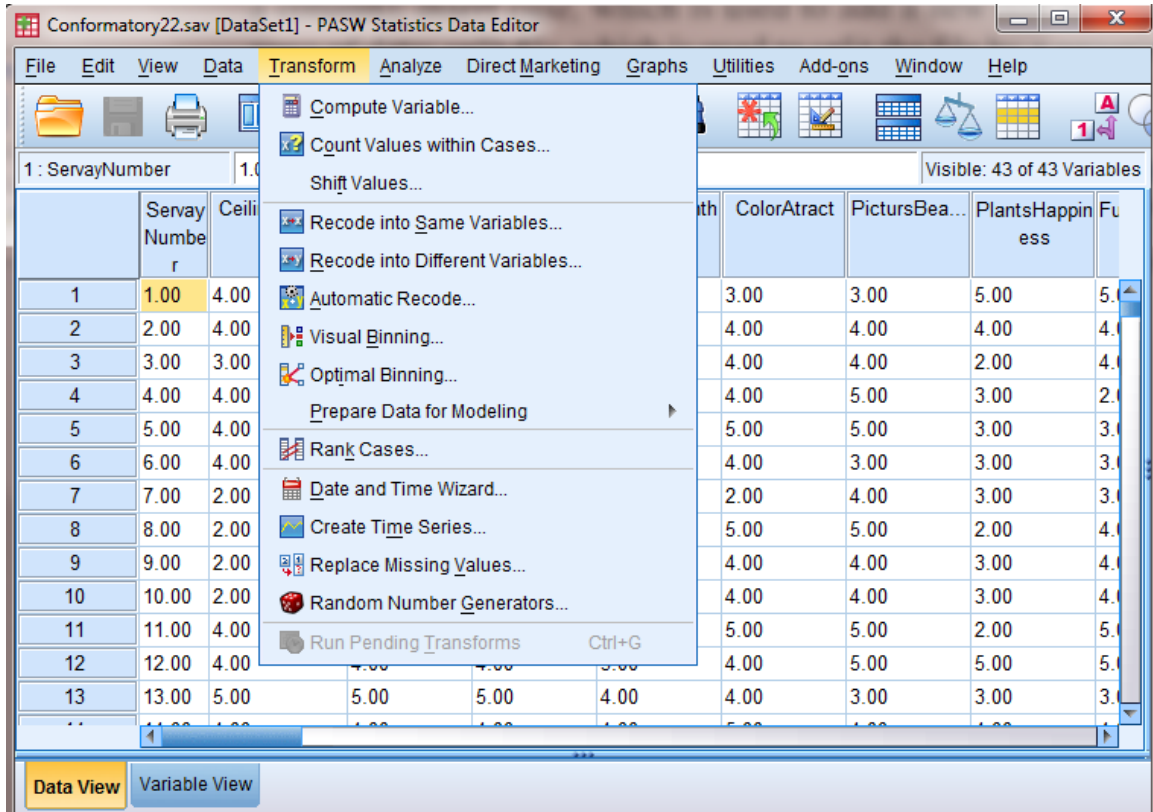 Conformatory22.sav [DataSet1] - PASW Statistics Data Editor
File Edit View Data Transform Analyze Direct Marketing Graphs Utilities Add-ons Window Help
A
1
1 : ServayNumber Visible: 43 of 43 Variables
Compute Variable...
Count Values within Cases...
Shift Values...
Recode into Same Variables...
Recode into Different Variables...
Automatic Recode...
Visual Binning...
Optimal Binning...
Prepare Data for Modeling
Rank Cases...
Date and Time Wizard...
Create Time Series...
Replace Missing Values...
Random Number Generators...
Run Pending Transforms Ctrl+G
Servay ColorAtract PictursBea... PlantsHappin
Numbe ess
r
1 1.00 4.00 3.00 3.00 5.00
2 2.00 4.00 4.00 4.00 4.00
3 3.00 3.00 4.00 4.00 2.00
4 4.00 4.00 4.00 5.00 3.00
5 5.00 4.00 5.00 5.00 3.00
6 6.00 4.00 4.00 3.00 3.00
7 7.00 2.00 2.00 4.00 3.00
8 8.00 2.00 5.00 5.00 2.00
9 9.00 2.00 4.00 4.00 3.00
10 10.00 2.00 4.00 4.00 3.00
11 11.00 4.00 5.00 5.00 2.00
12 12.00 4.00 4.00 5.00 5.00
13 13.00 5.00 5.00 5.00 4.00 4.00 3.00 3.00
Data View Variable View